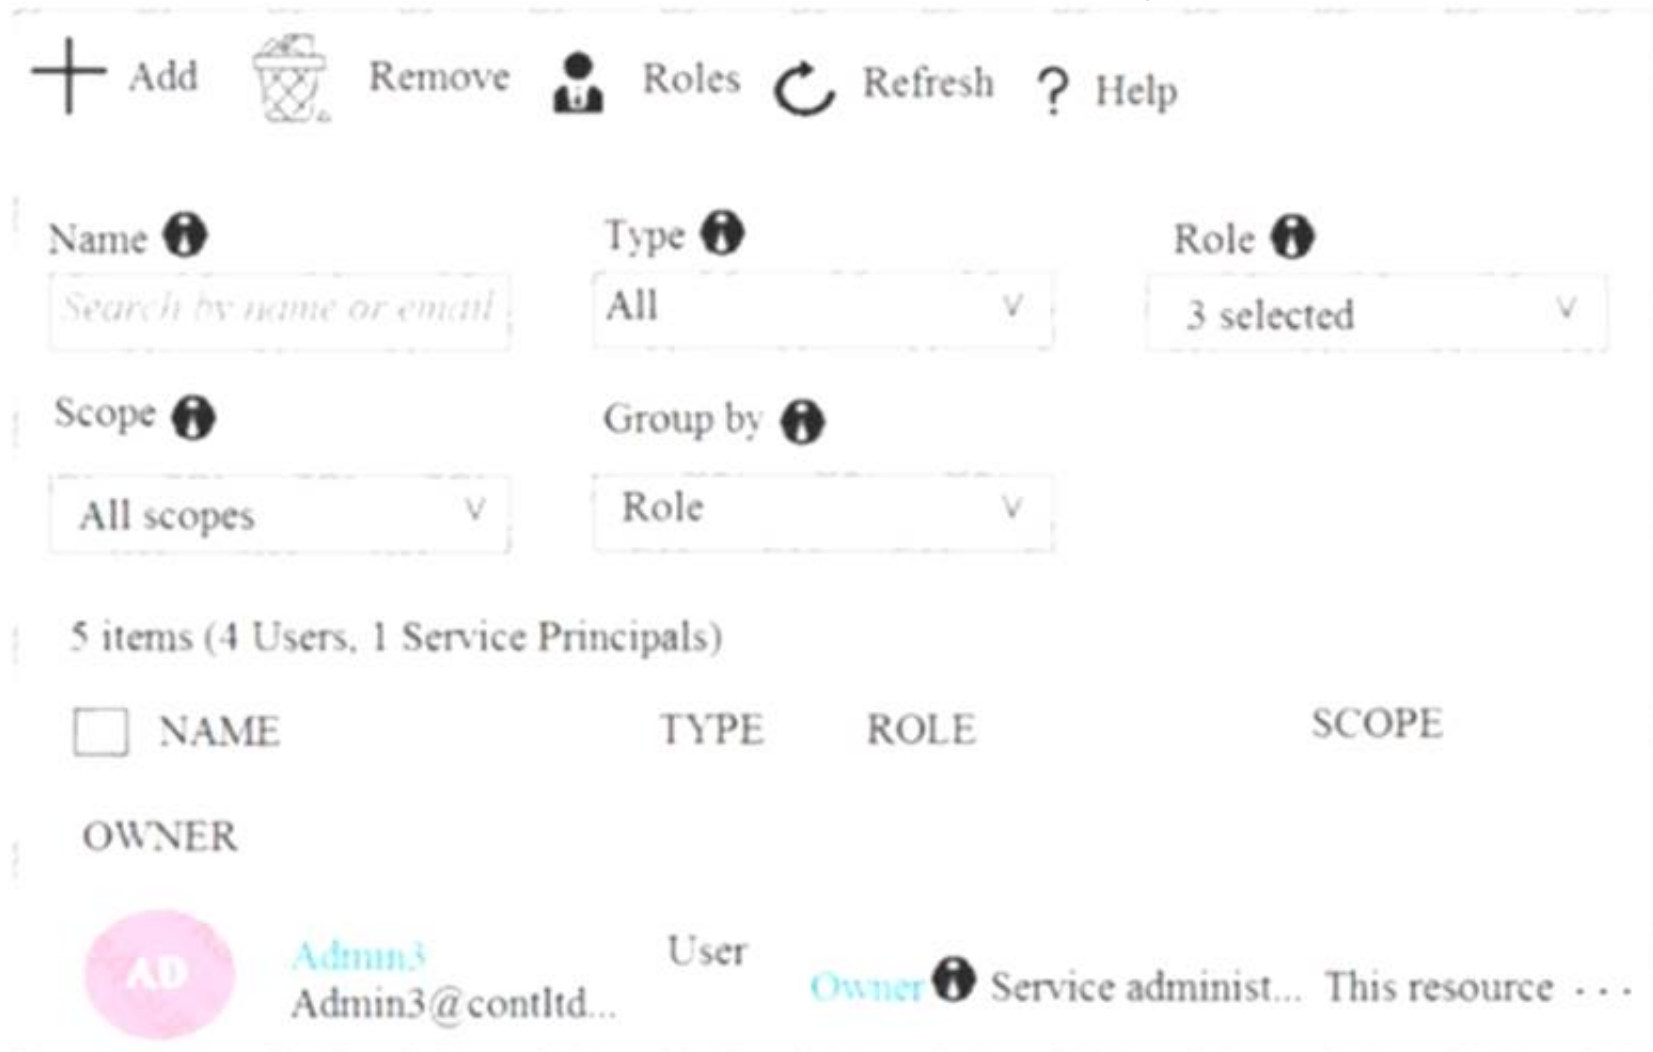 Add Remove Roles Refresh ? Help
Name Type Role
Search by name or email All 3 selected
Scope Group by
All scopes Role
5 items (4 Users, 1 Service Principals)
NAME TYPE ROLE SCOPE
OWNER
AD Admin3 User
Admin3@contltd... Owner Service administ... This resource ...